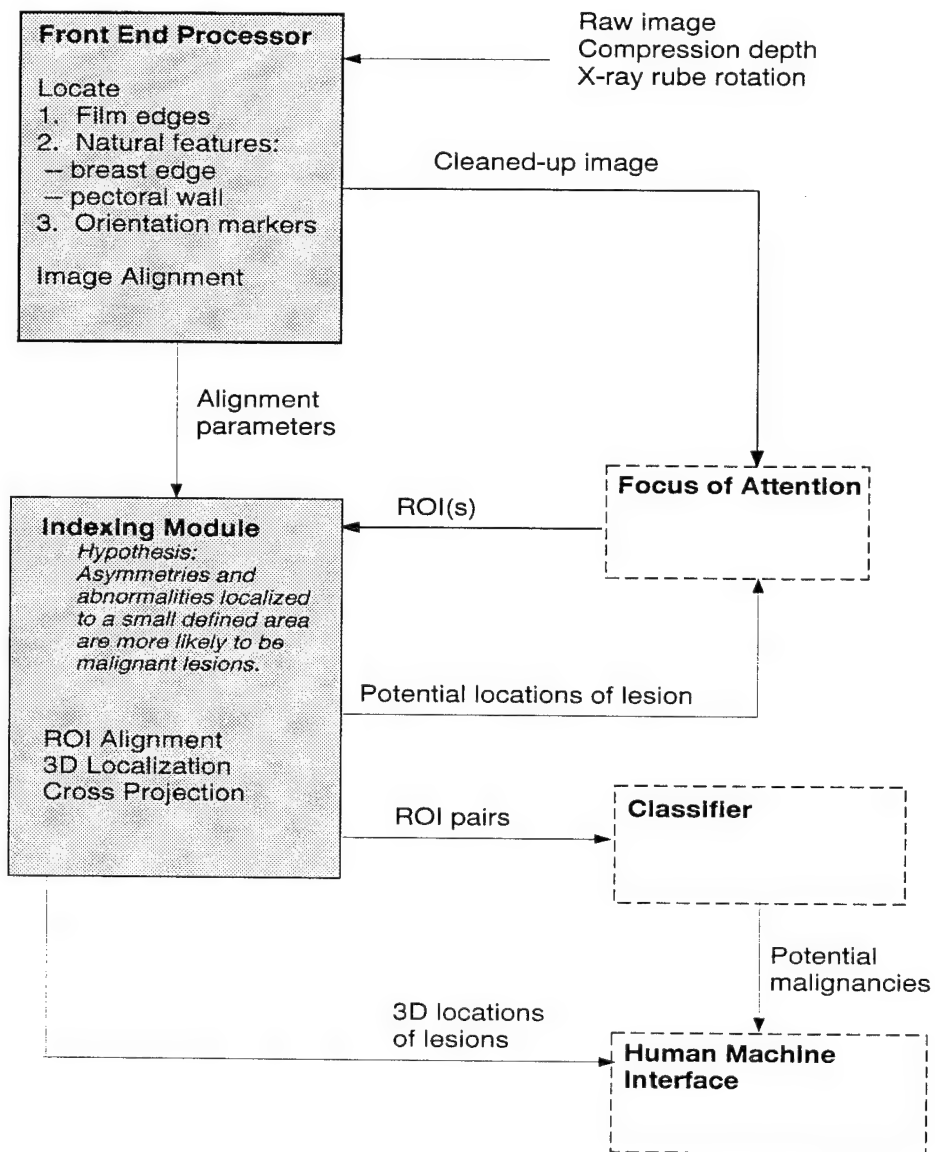 Front End Processor
Locate
1. Film edges
2. Natural features:
– breast edge
– pectoral wall
3. Orientation markers
Image Alignment
Raw image
Compression depth
X-ray rube rotation
Cleaned-up image
Alignment
parameters
Focus of Attention
ROI(s)
Indexing Module
Hypothesis:
Asymmetries and
abnormalities localized
to a small defined area
are more likely to be
malignant lesions.
ROI Alignment
3D Localization
Cross Projection
Potential locations of lesion
ROI pairs
Classifier
Potential
malignancies
3D locations
of lesions
Human Machine
Interface